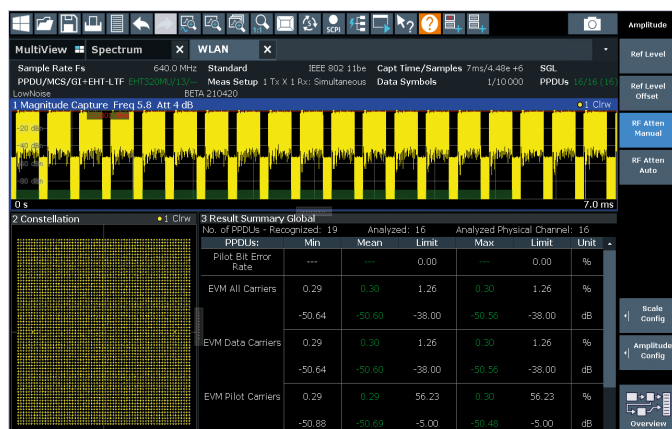 1:1
SCPI
Amplitude
MultiView Spectrum X WLAN X
Ref Level
Sample Rate Fs 640.0 MHz Standard IEEE 802 11be Capt Time/Samples 7ms/4.48e+6 SGL
PPDU/MCS/GI+EHT-LTF EHT320MU/13/-- Meas Setup 1 Tx X 1 Rx: Simultaneous Data Symbols 1/10 000 PPDUs 16/16 (16)
LowNoise BETA 210420
Ref Level
Offset
1 Magnitude Capture Freq 5.8 Att 4 dB 1 Clrw
RF Atten
Manual
RF Atten
Auto
0 s 7.0 ms
2 Constellation 1 Clrw 3 Result Summary Global
No. of PPDUs - Recognized: 19 Analyzed: 16 Analyzed Physical Channel: 16
PPDUs: Min Mean Limit Max Limit Unit
Pilot Bit Error
Rate --- --- 0.00 --- 0.00 %
EVM All Carriers 0.29 0.30 1.26 0.30 1.26 %
-50.64 -50.60 -38.00 -50.56 -38.00 dB
EVM Data Carriers 0.29 0.30 1.26 0.30 1.26 %
-50.64 -50.60 -38.00 -50.56 -38.00 dB
EVM Pilot Carriers 0.29 0.29 56.23 0.30 56.23 %
-50.88 -50.69 -5.00 -50.48 -5.00 dB
Scale
Config
Amplitude
Config
Overview